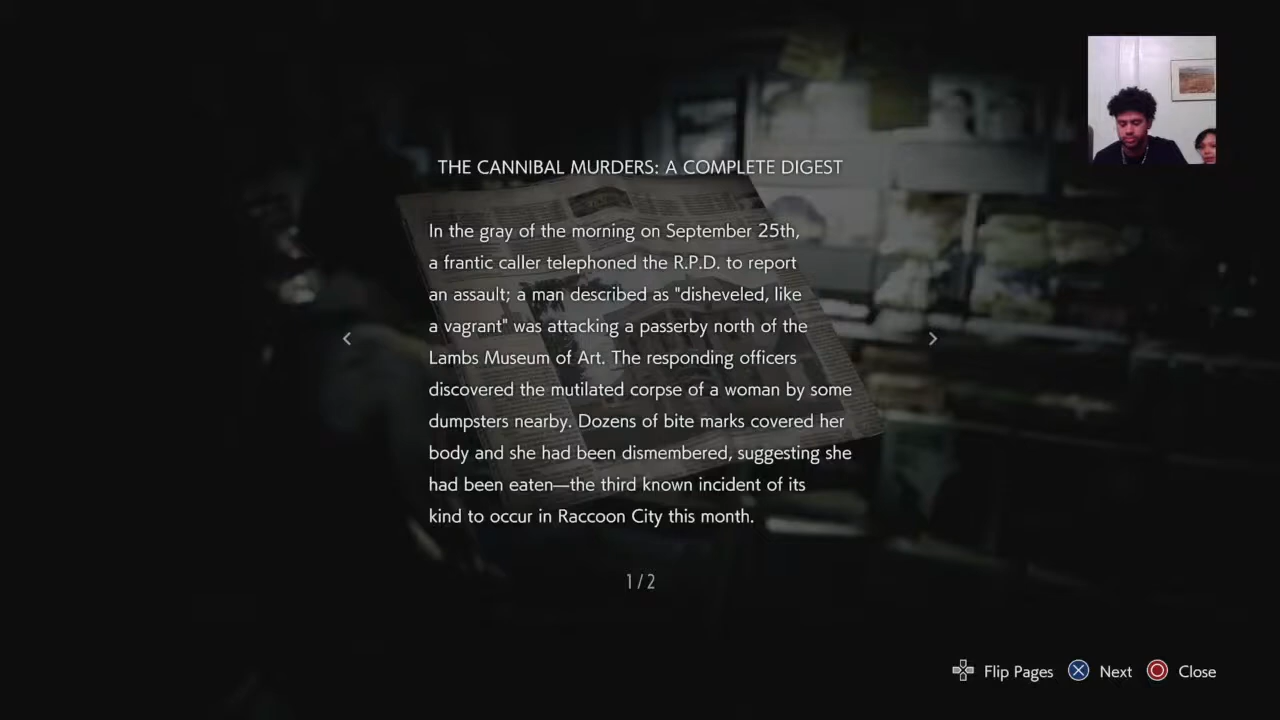 THE CANNIBAL MURDERS: A COMPLETE DIGEST
In the gray of the morning on September 25th,
a frantic caller telephoned the R.P.D. to report
an assault; a man described as "disheveled, like
a vagrant" was attacking a passerby north of the
Lambs Museum of Art. The responding officers
discovered the mutilated corpse of a woman by some
dumpsters nearby. Dozens of bite marks covered her
body and she had been dismembered, suggesting she
had been eaten—the third known incident of its
kind to occur in Raccoon City this month.
1 / 2
Flip Pages Next Close